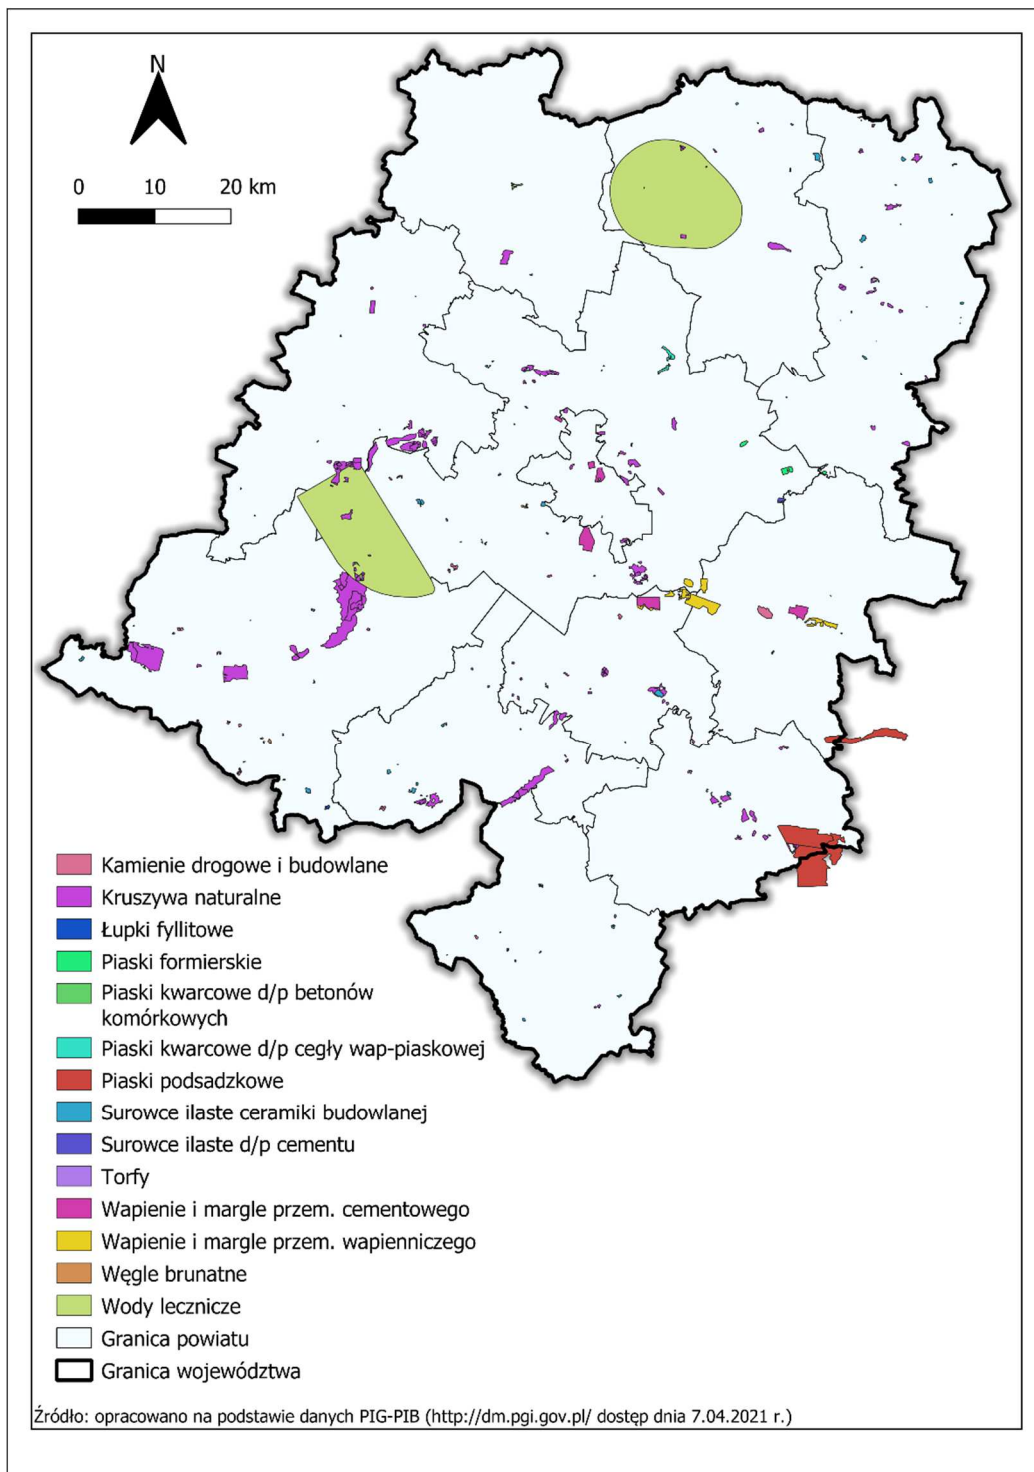 N
0 10 20 km
Kamienie drogowe i budowlane
Kruszywa naturalne
Łupki fyllitowe
Piaski formierskie
Piaski kwarcowe d/p betonów
komórkowych
Piaski kwarcowe d/p cegły wap-piaskowej
Piaski podsadzkowe
Surowce ilaste ceramiki budowlanej
Surowce ilaste d/p cementu
Torfy
Wapienie i margle przem. cementowego
Wapienie i margle przem. wapienniczego
Węgle brunatne
Wody lecznicze
Granica powiatu
Granica województwa
Źródło: opracowano na podstawie danych PIG-PIB (http://dm.pgi.gov.pl/ dostęp dnia 7.04.2021 r.)